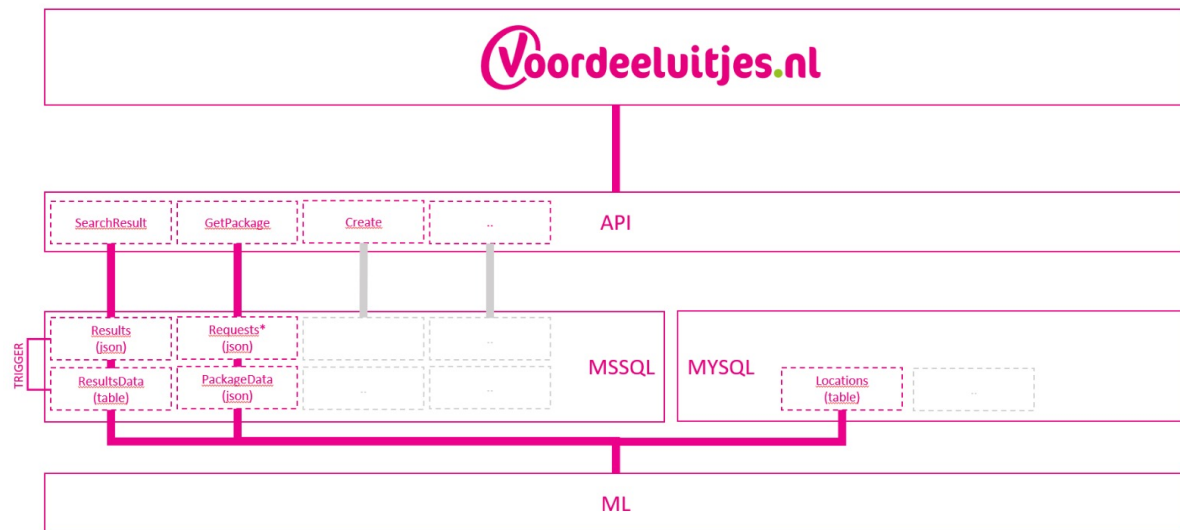 Voordeeluitjes.nl
SearchResult
GetPackage
Create
..
API
TRIGGER
Results
(json)
Requests*
(json)
..
..
ResultsData
(table)
PackageData
(json)
..
..
MSSQL
MYSQL
Locations
(table)
..
ML